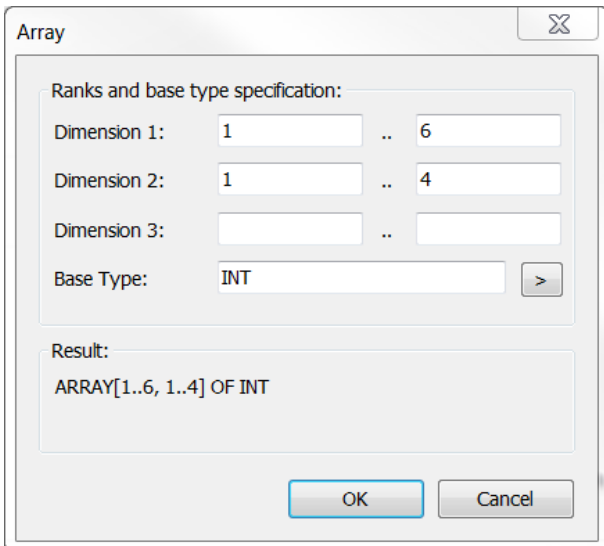 Array
Ranks and base type specification:
Dimension 1: 1 .. 6
Dimension 2: 1 .. 4
Dimension 3: ..
Base Type: INT >
Result:
ARRAY[1..6, 1..4] OF INT
OK Cancel